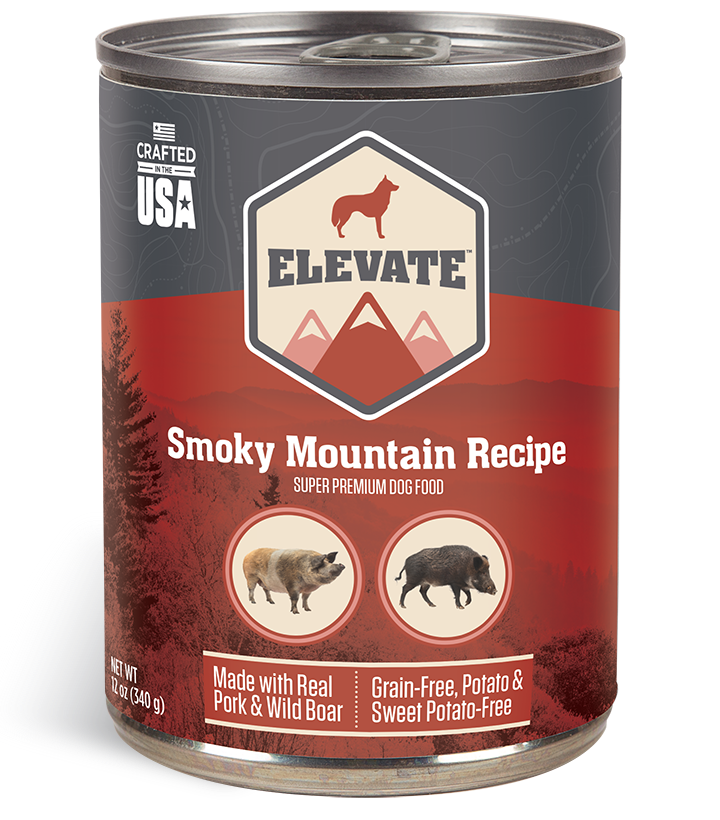 CRAFTED
IN THE
USA
ELEVATE™
Smoky Mountain Recipe
SUPER PREMIUM DOG FOOD
Made with Real
Pork & Wild Boar
Grain-Free, Potato &
Sweet Potato-Free
NET WT
12 oz (340 g)